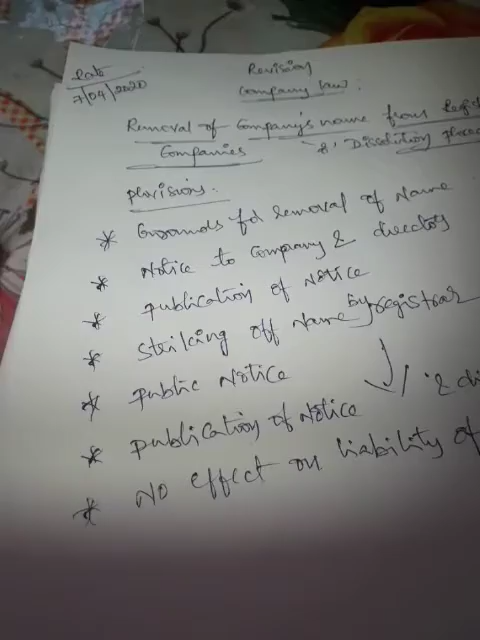 Revision
7/04/2020
Company law:
Removal of Company's name from
Companies & Dissolution
provisions.
* Grounds for removal of Name
* Notice to Company & directors
* publication of Notice
* striking off Name by registrar
* public Notice
* publication of Notice
* No effect on liability of